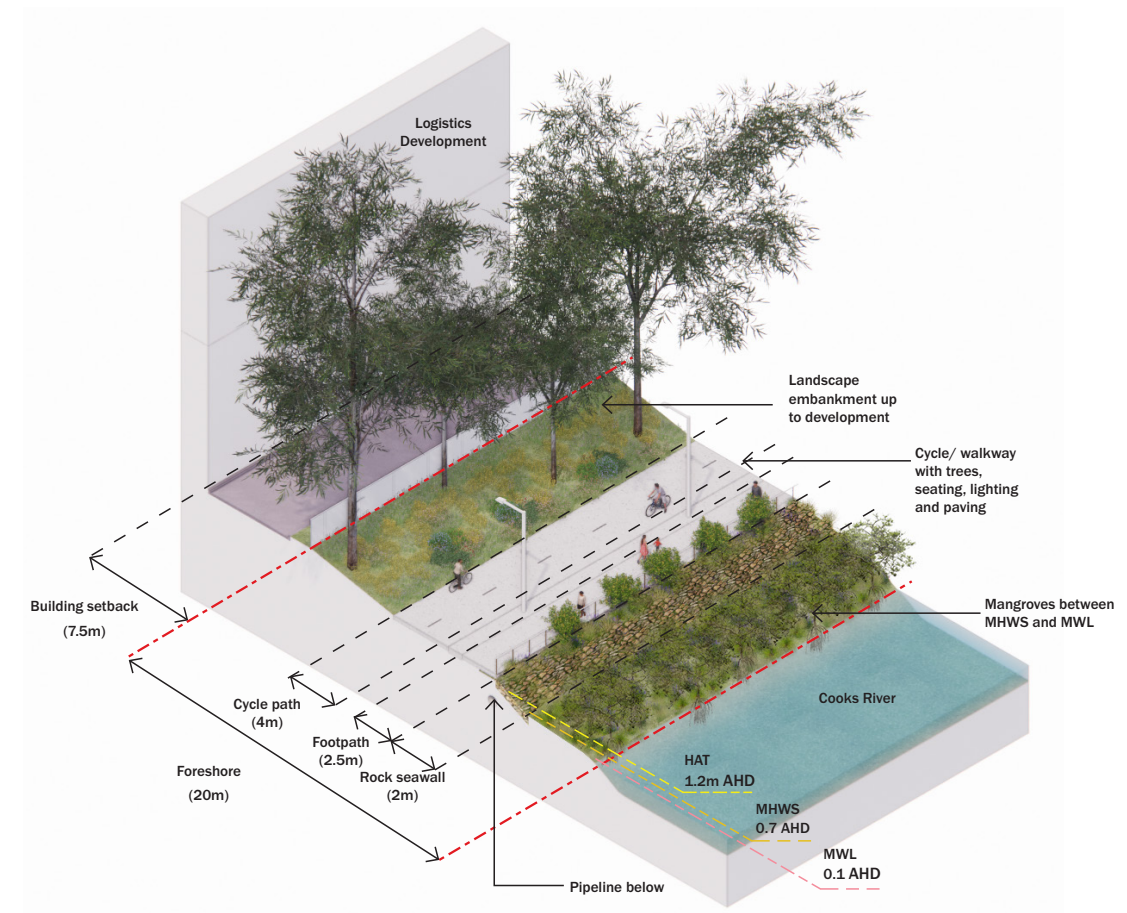 Logistics
Development
Landscape
embankment up
to development
Cycle/ walkway
with trees,
seating, lighting
and paving
Building setback
(7.5m)
Mangroves between
MHWS and MWL
Cooks River
Cycle path
(4m)
Footpath
(2.5m)
Rock seawall
(2m)
Foreshore
(20m)
HAT
1.2m AHD
MHWS
0.7 AHD
MWL
0.1 AHD
Pipeline below